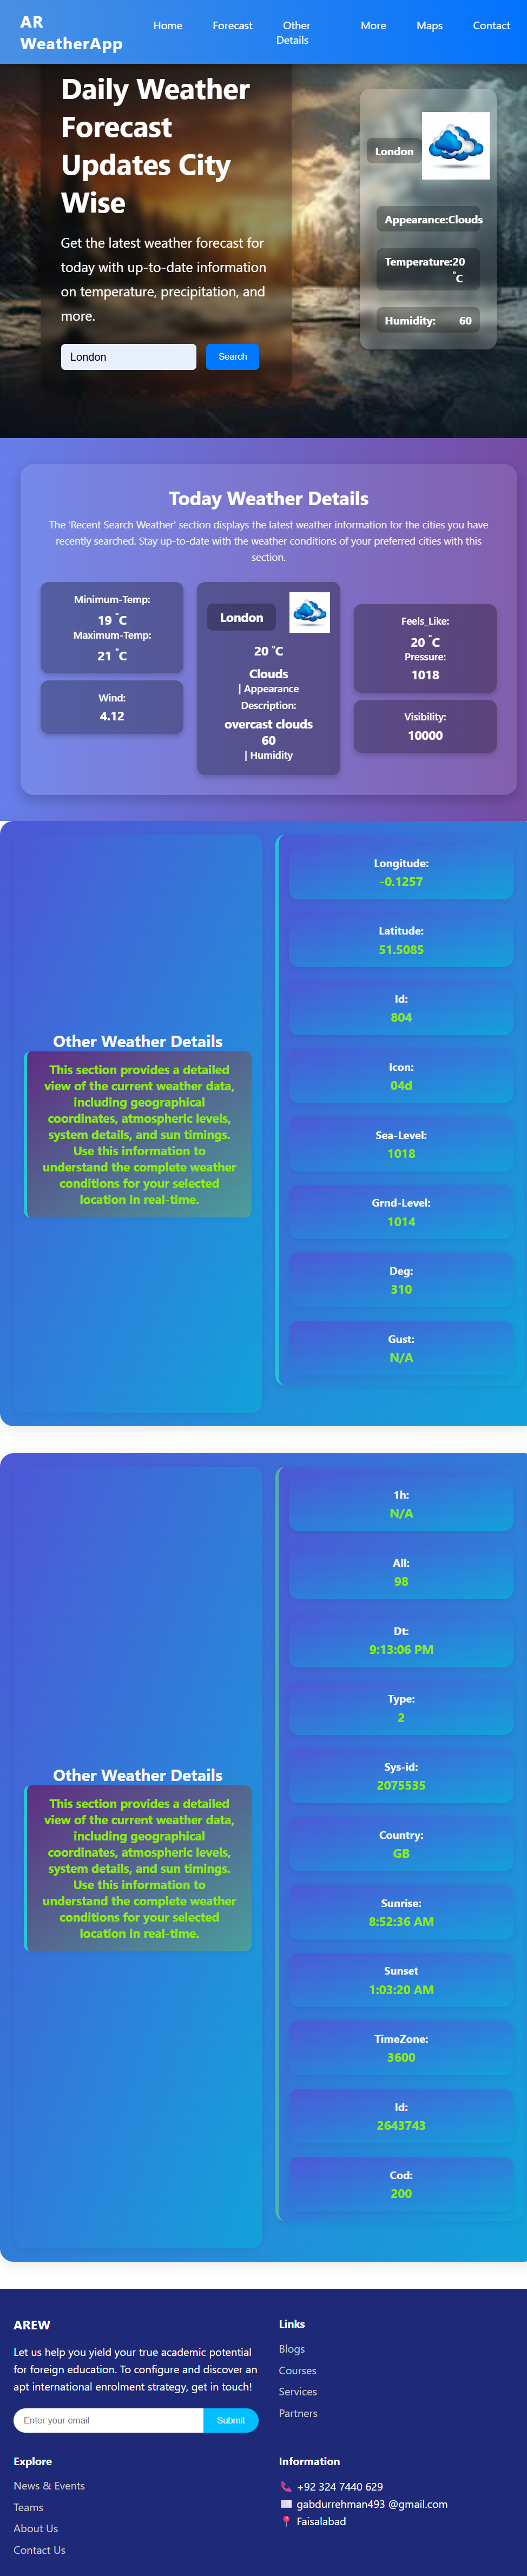 AR
WeatherApp
Home
Forecast
Other
Details
More
Maps
Contact
Daily Weather
Forecast
Updates City
Wise
Get the latest weather forecast for
today with up-to-date information
on temperature, precipitation, and
more.
London
Search
London
Appearance:Clouds
Temperature:20
°C
Humidity: 60
Today Weather Details
The 'Recent Search Weather' section displays the latest weather information for the cities you have
recently searched. Stay up-to-date with the weather conditions of your preferred cities with this
section.
Minimum-Temp:
19 °C
Maximum-Temp:
21 °C
Wind:
4.12
London
20 °C
Clouds
| Appearance
Description:
overcast clouds
60
| Humidity
Feels_Like:
20 °C
Pressure:
1018
Visibility:
10000
Other Weather Details
This section provides a detailed
view of the current weather data,
including geographical
coordinates, atmospheric levels,
system details, and sun timings.
Use this information to
understand the complete weather
conditions for your selected
location in real-time.
Longitude:
-0.1257
Latitude:
51.5085
Id:
804
Icon:
04d
Sea-Level:
1018
Grnd-Level:
1014
Deg:
310
Gust:
N/A
Other Weather Details
This section provides a detailed
view of the current weather data,
including geographical
coordinates, atmospheric levels,
system details, and sun timings.
Use this information to
understand the complete weather
conditions for your selected
location in real-time.
1h:
N/A
All:
98
Dt:
9:13:06 PM
Type:
2
Sys-id:
2075535
Country:
GB
Sunrise:
8:52:36 AM
Sunset
1:03:20 AM
TimeZone:
3600
Id:
2643743
Cod:
200
AREW
Let us help you yield your true academic potential
for foreign education. To configure and discover an
apt international enrolment strategy, get in touch!
Enter your email
Submit
Links
Blogs
Courses
Services
Partners
Explore
News & Events
Teams
About Us
Contact Us
Information
+92 324 7440 629
gabdurrehman493 @gmail.com
Faisalabad